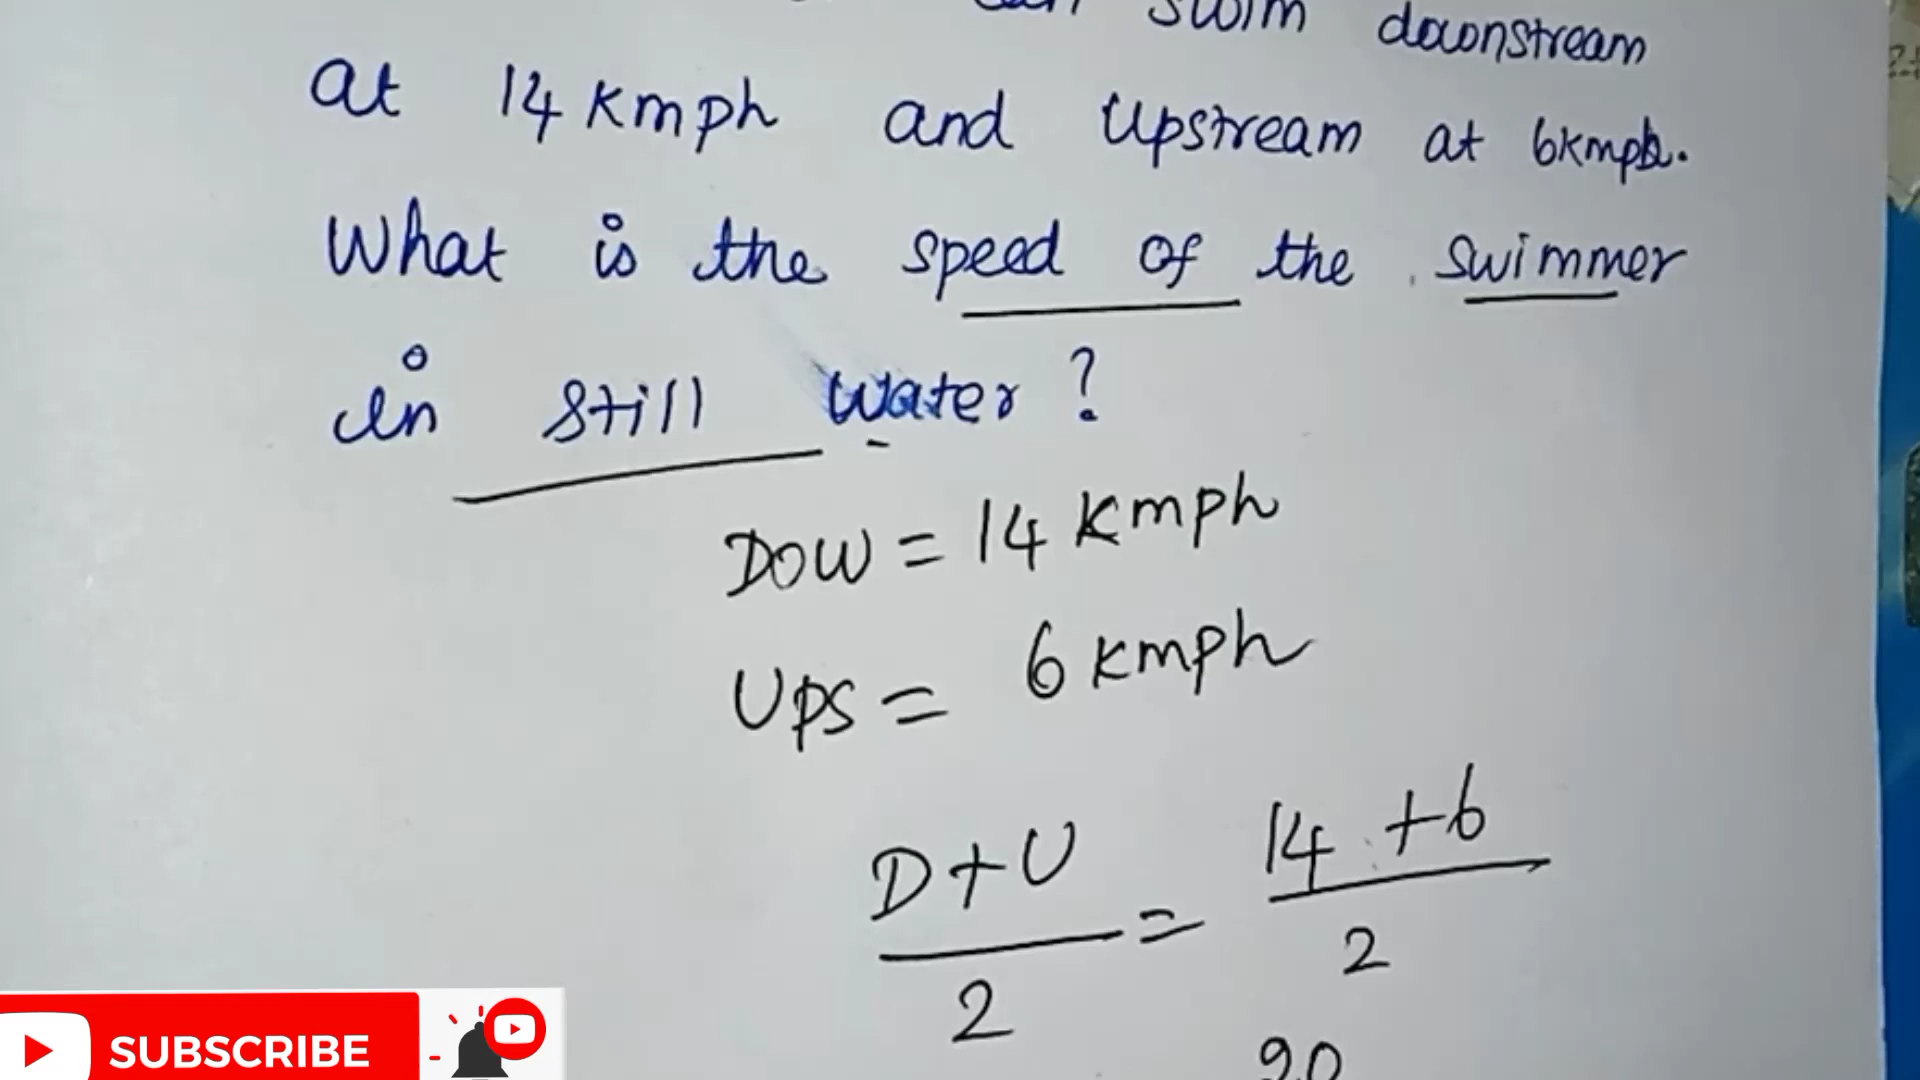 swim downstream
at 14 kmph and Upstream at 6kmph.
What is the speed of the swimmer
in still water ?
DOW = 14 kmph
Ups = 6 kmph
D+U/2 = 14 +6/2
20
SUBSCRIBE